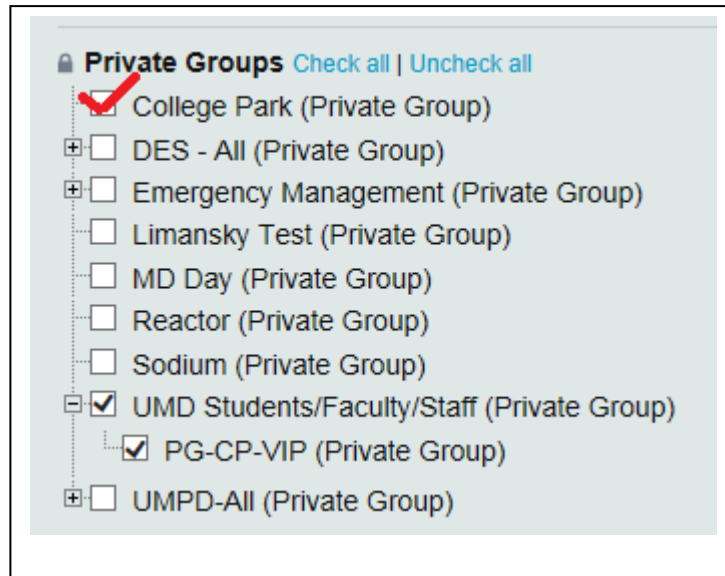 Private Groups Check all | Uncheck all
College Park (Private Group)
DES - All (Private Group)
Emergency Management (Private Group)
Limansky Test (Private Group)
MD Day (Private Group)
Reactor (Private Group)
Sodium (Private Group)
UMD Students/Faculty/Staff (Private Group)
PG-CP-VIP (Private Group)
UMPD-All (Private Group)